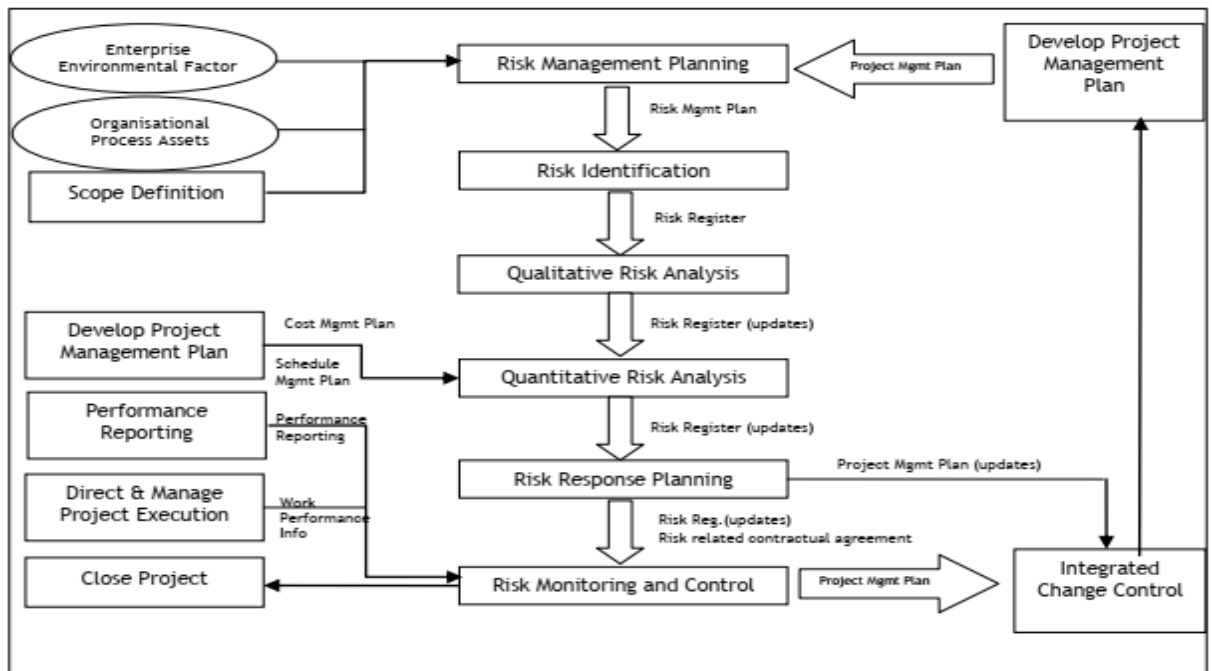 Enterprise
Environmental Factor
Organisational
Process Assets
Scope Definition
Risk Management Planning
Project Mgmt Plan
Develop Project
Management
Plan
Risk Mgmt Plan
Risk Identification
Risk Register
Qualitative Risk Analysis
Risk Register (updates)
Develop Project
Management Plan
Cost Mgmt Plan
Schedule
Mgmt Plan
Quantitative Risk Analysis
Performance
Reporting
Performance
Reporting
Risk Register (updates)
Risk Response Planning
Project Mgmt Plan (updates)
Direct & Manage
Project Execution
Work
Performance
Info
Risk Reg.(updates)
Risk related contractual agreement
Close Project
Risk Monitoring and Control
Project Mgmt Plan
Integrated
Change Control